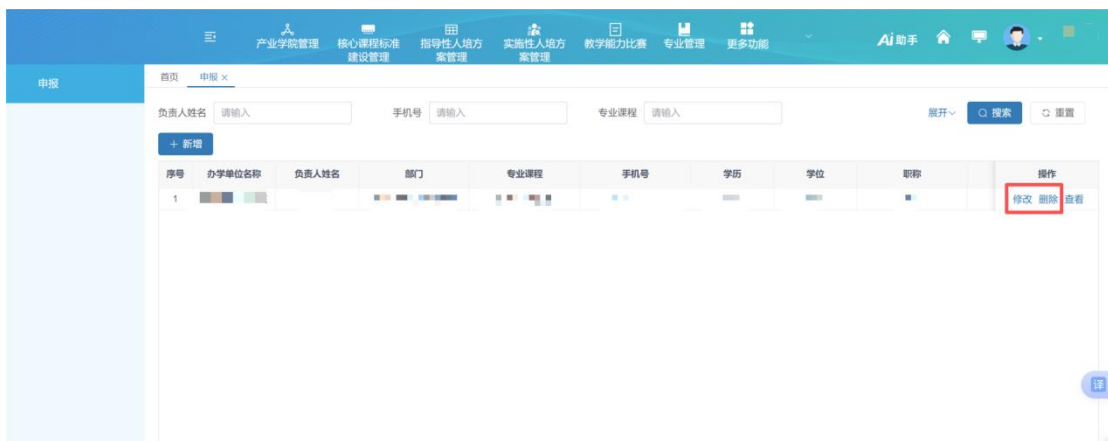 产业学院管理 核心课程标准建设管理 指导性人培方案管理 实施性人培方案管理 教学能力比赛 专业管理 更多功能 Ai助手
申报
首页 申报 ×
负责人姓名 请输入 手机号 请输入 专业课程 请输入 展开 搜索 重置
+ 新增
序号 办学单位名称 负责人姓名 部门 专业课程 手机号 学历 学位 职称 操作
1 修改 删除 查看
译